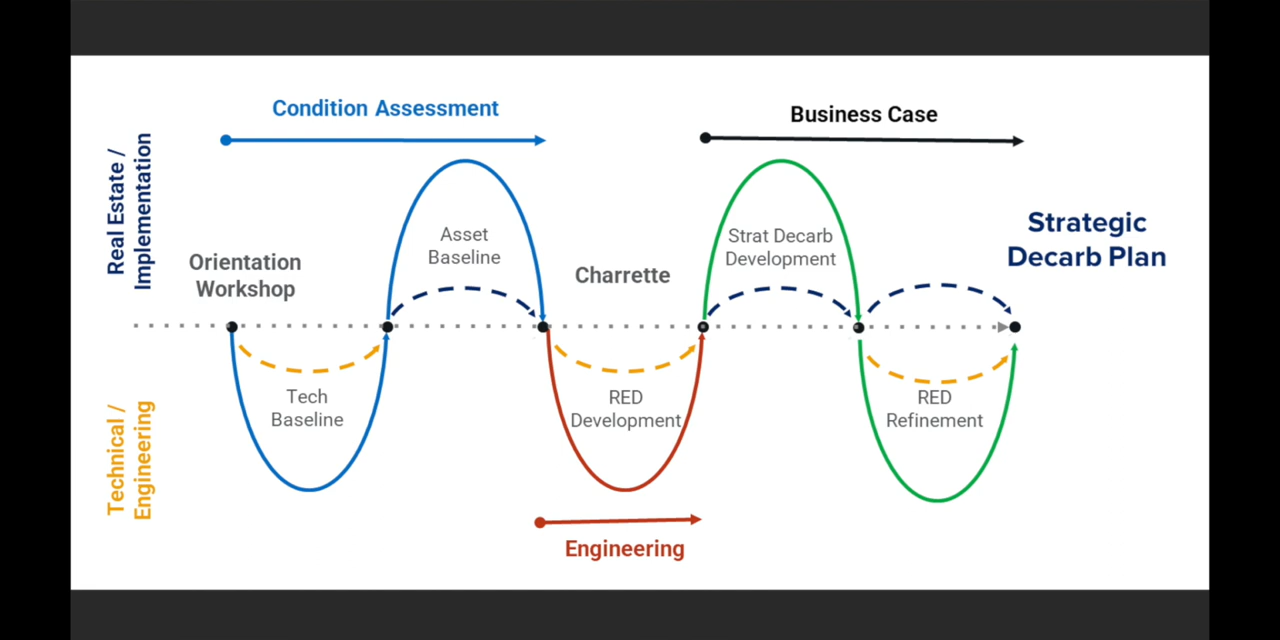 Condition Assessment
Business Case
Real Estate /
Implementation
Strategic
Decarb Plan
Asset
Baseline
Strat Decarb
Development
Orientation
Workshop
Charrette
Tech
Baseline
RED
Development
RED
Refinement
Technical /
Engineering
Engineering